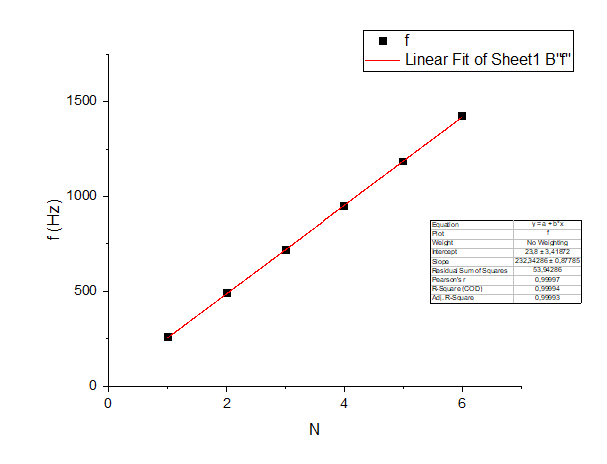 f
Linear Fit of Sheet1 B"f"
1500
1000
500
0
f (Hz)
0 2 4 6
N
Equation y = a + b*x
Plot f
Weight No Weighting
Intercept 23,8 ± 3,41872
Slope 232,34286 ± 0,87785
Residual Sum of Squares 53,94286
Pearson's r 0,99997
R-Square (COD) 0,99994
Adj. R-Square 0,99993